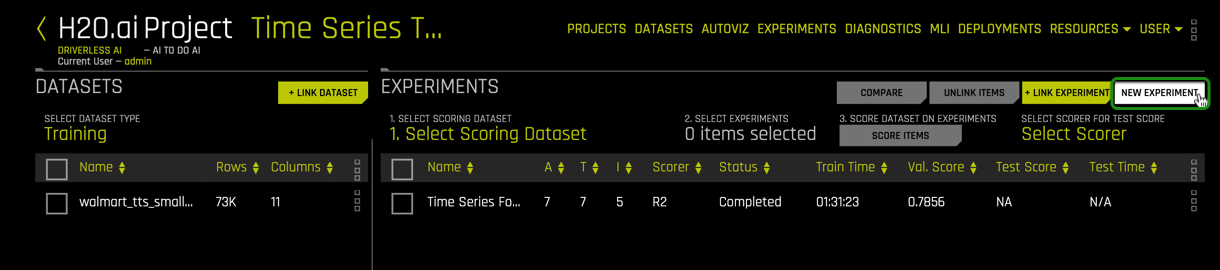 H2O.ai Project Time Series T...
DRIVERLESS AI — AI TO DO AI
Current User — admin
PROJECTS DATASETS AUTOVIZ EXPERIMENTS DIAGNOSTICS MLI DEPLOYMENTS RESOURCES USER
DATASETS
+ LINK DATASET
SELECT DATASET TYPE
Training
Name Rows Columns
walmart_tts_small... 73K 11
EXPERIMENTS
COMPARE UNLINK ITEMS + LINK EXPERIMENT NEW EXPERIMENT
1. SELECT SCORING DATASET
1. Select Scoring Dataset
2. SELECT EXPERIMENTS
0 items selected
3. SCORE DATASET ON EXPERIMENTS
SCORE ITEMS
SELECT SCORER FOR TEST SCORE
Select Scorer
Name A T I Scorer Status Train Time Val. Score Test Score Test Time
Time Series Fo... 7 7 5 R2 Completed 01:31:23 0.7856 NA N/A